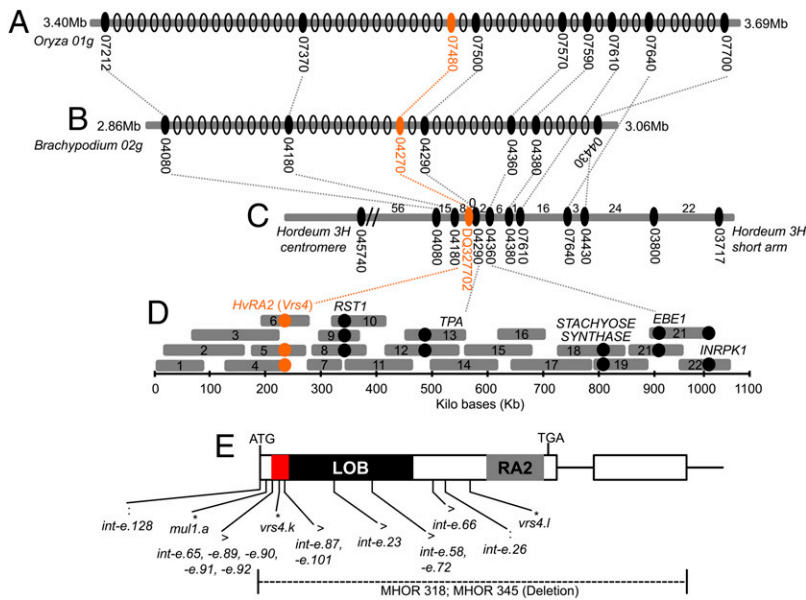 A
3.40Mb
3.69Mb
Oryza 01g
07212
07370
07480
07500
07570
07590
07610
07640
07700
B
2.86Mb
3.06Mb
Brachypodium 02g
04080
04180
04270
04290
04360
04380
04430
0
C
56 15 8 2 6 1 16 3 24 22
Hordeum 3H
centromere
Hordeum 3H
short arm
045740
04080
04180
DQ327702
04290
04360
04380
07610
07640
04430
03800
03717
D
HvRA2 (Vrs4)
RST1
TPA
STACHYOSE
SYNTHASE
EBE1
INRPK1
6 10
3 9 13 16 21
2 5 8 12 15 18 21
1 4 7 11 14 17 19 22
0 100 200 300 400 500 600 700 800 900 1000 1100
Kilo bases (Kb)
E
ATG
TGA
LOB
RA2
: * > * > > > > : *
int-e.128
mul1.a
vrs4.k
int-e.66
vrs4.l
int-e.65, -e.89, -e.90,
-e.91, -e.92
int-e.87,
-e.101
int-e.23
int-e.58,
-e.72
int-e.26
MHOR 318; MHOR 345 (Deletion)